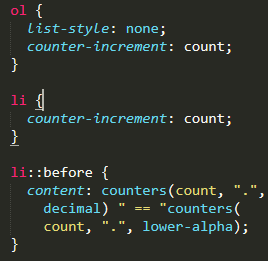 ol {
list-style: none;
counter-increment: count;
}
li {
counter-increment: count;
}
li::before {
content: counters(count, ".",
decimal) " == "counters(
count, ".", lower-alpha);
}